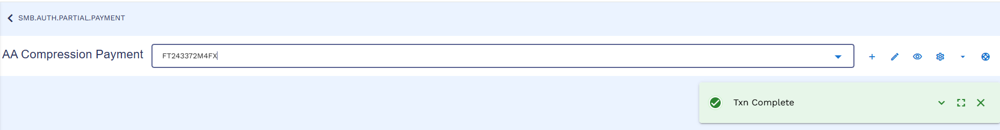 SMB.AUTH.PARTIAL.PAYMENT
AA Compression Payment
FT243372M4FX
Txn Complete